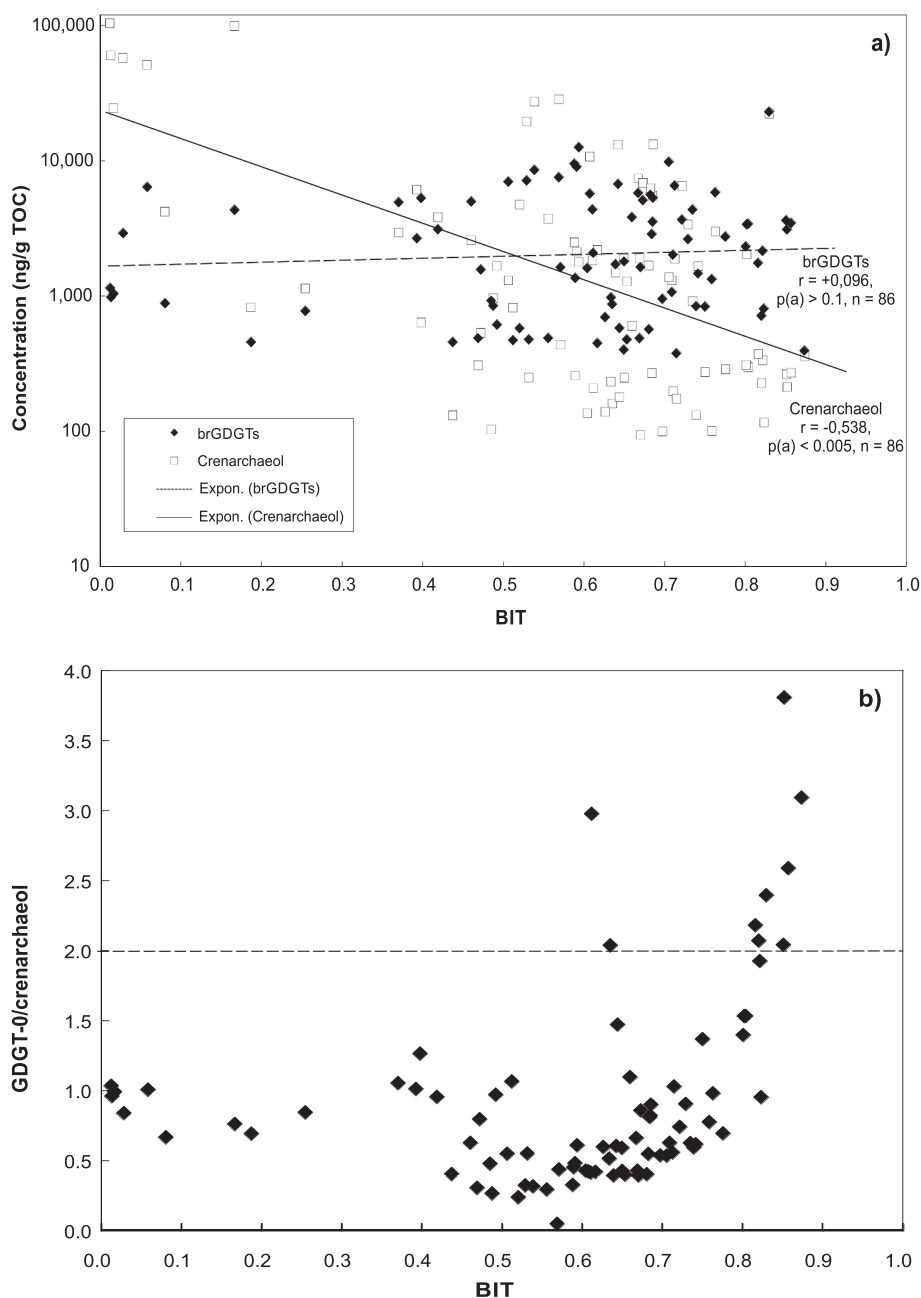 100,000
a)
10,000
1,000
100
10
Concentration (ng/g TOC)
brGDGTs
r = +0,096,
p(a) > 0.1, n = 86
Crenarchaeol
r = -0,538,
p(a) < 0.005, n = 86
brGDGTs
Crenarchaeol
Expon. (brGDGTs)
Expon. (Crenarchaeol)
0.0 0.1 0.2 0.3 0.4 0.5 0.6 0.7 0.8 0.9 1.0
BIT
4.0
b)
3.5
3.0
2.5
2.0
1.5
1.0
0.5
0.0
GDGT-0/crenarchaeol
0.0 0.1 0.2 0.3 0.4 0.5 0.6 0.7 0.8 0.9 1.0
BIT